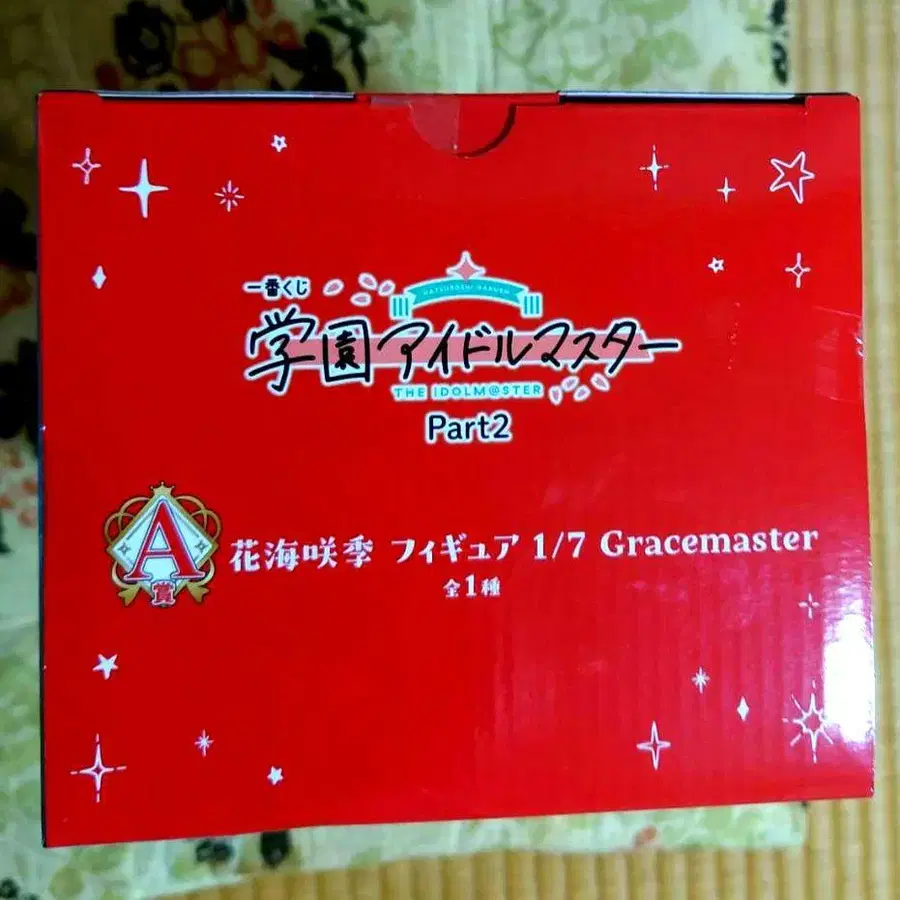 一番くじ
HATSUBOSHI GAKUEN
学園アイドルマスター
THE IDOLM@STER
Part2
A賞
花海咲季 フィギュア 1/7 Gracemaster
全1種